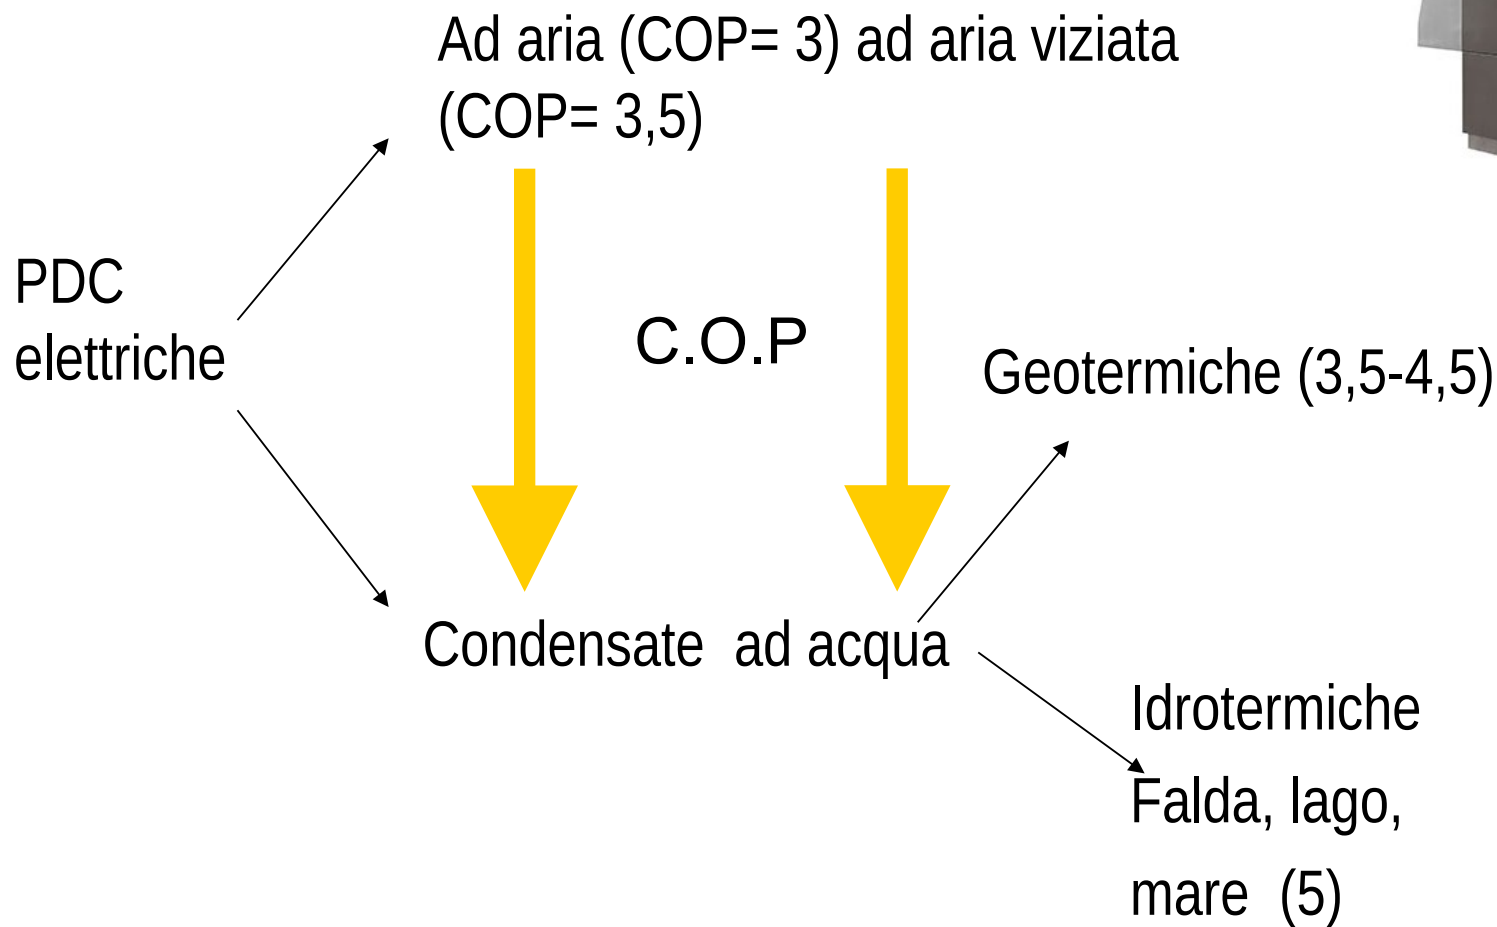 Ad aria (COP= 3) ad aria viziata
(COP= 3,5)
PDC
elettriche
C.O.P
Geotermiche (3,5-4,5)
Condensate  ad acqua
Idrotermiche
Falda, lago,
mare  (5)